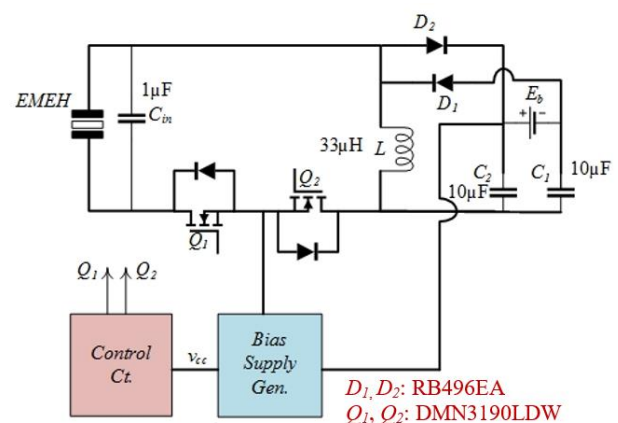 D2
EMEH
1µF
Cin
D1
Eb
+ −
33µH L
Q2
C2
C1 10µF
10µF
Q1
Q1 Q2
Control
Ct.
vcc
Bias
Supply
Gen.
D1, D2: RB496EA
Q1, Q2: DMN3190LDW